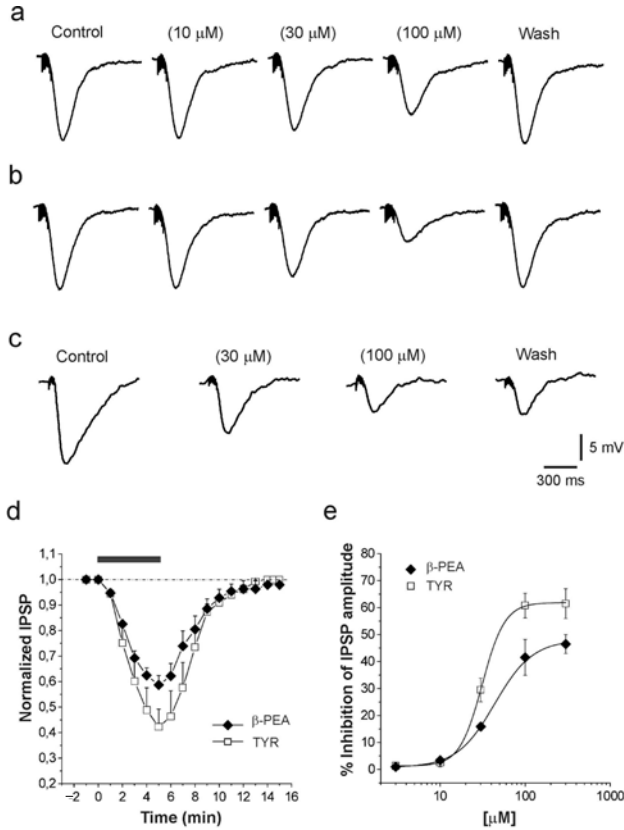 a
Control (10 µM) (30 µM) (100 µM) Wash
b
c
Control (30 µM) (100 µM) Wash
5 mV
300 ms
d
1,1
1,0
0,9
0,8
0,7
0,6
0,5
0,4
0,3
0,2
Normalized IPSP
β-PEA
TYR
−2 0 2 4 6 8 10 12 14 16
Time (min)
e
80
70
60
50
40
30
20
10
0
% Inhibition of IPSP amplitude
β-PEA
TYR
10 100 1000
[µM]